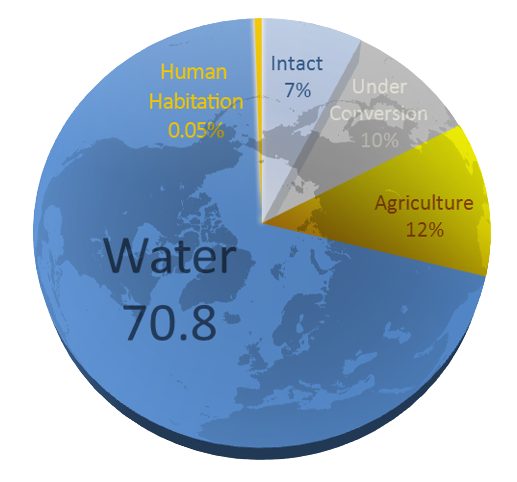 Human
Habitation
0.05%
Intact
7%
Under
Conversion
10%
Agriculture
12%
Water
70.8